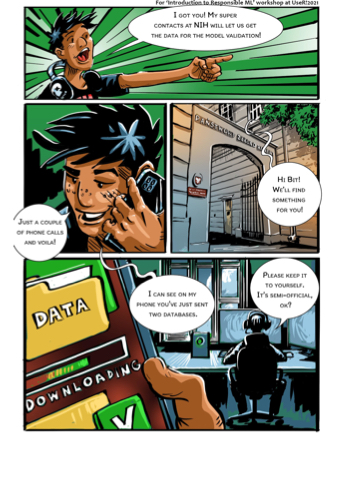 For 'Introduction to Responsible ML' workshop at UseR!2021
I got you! My super
contacts at NIH will let us get
the data for the model validation!
Hi Bit!
We'll find
something
for you!
Just a couple
of phone calls
and voila!
I can see on my
phone you've just sent
two databases.
Please keep it
to yourself.
It's semi-official,
ok?
DATA
DOWNLOADING